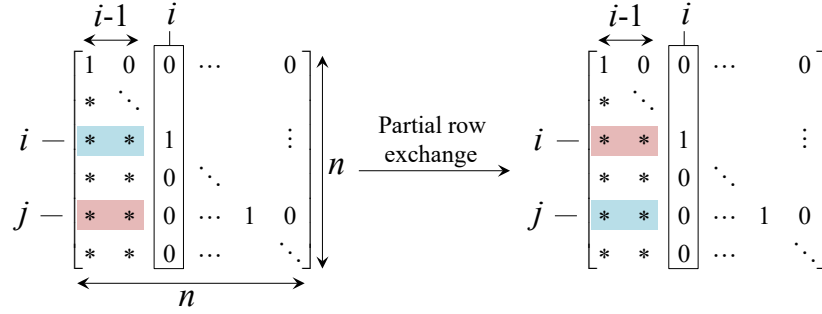 i-1 i i-1 i
1 0 0 ⋯ 0 1 0 0 ⋯ 0
* ⋱ * ⋱
i – * * 1 ⋮ Partial row i – * * 1 ⋮
exchange
* * 0 ⋱ n * * 0 ⋱
j – * * 0 ⋯ 1 0 j – * * 0 ⋯ 1 0
* * 0 ⋯ ⋱ * * 0 ⋯ ⋱
n